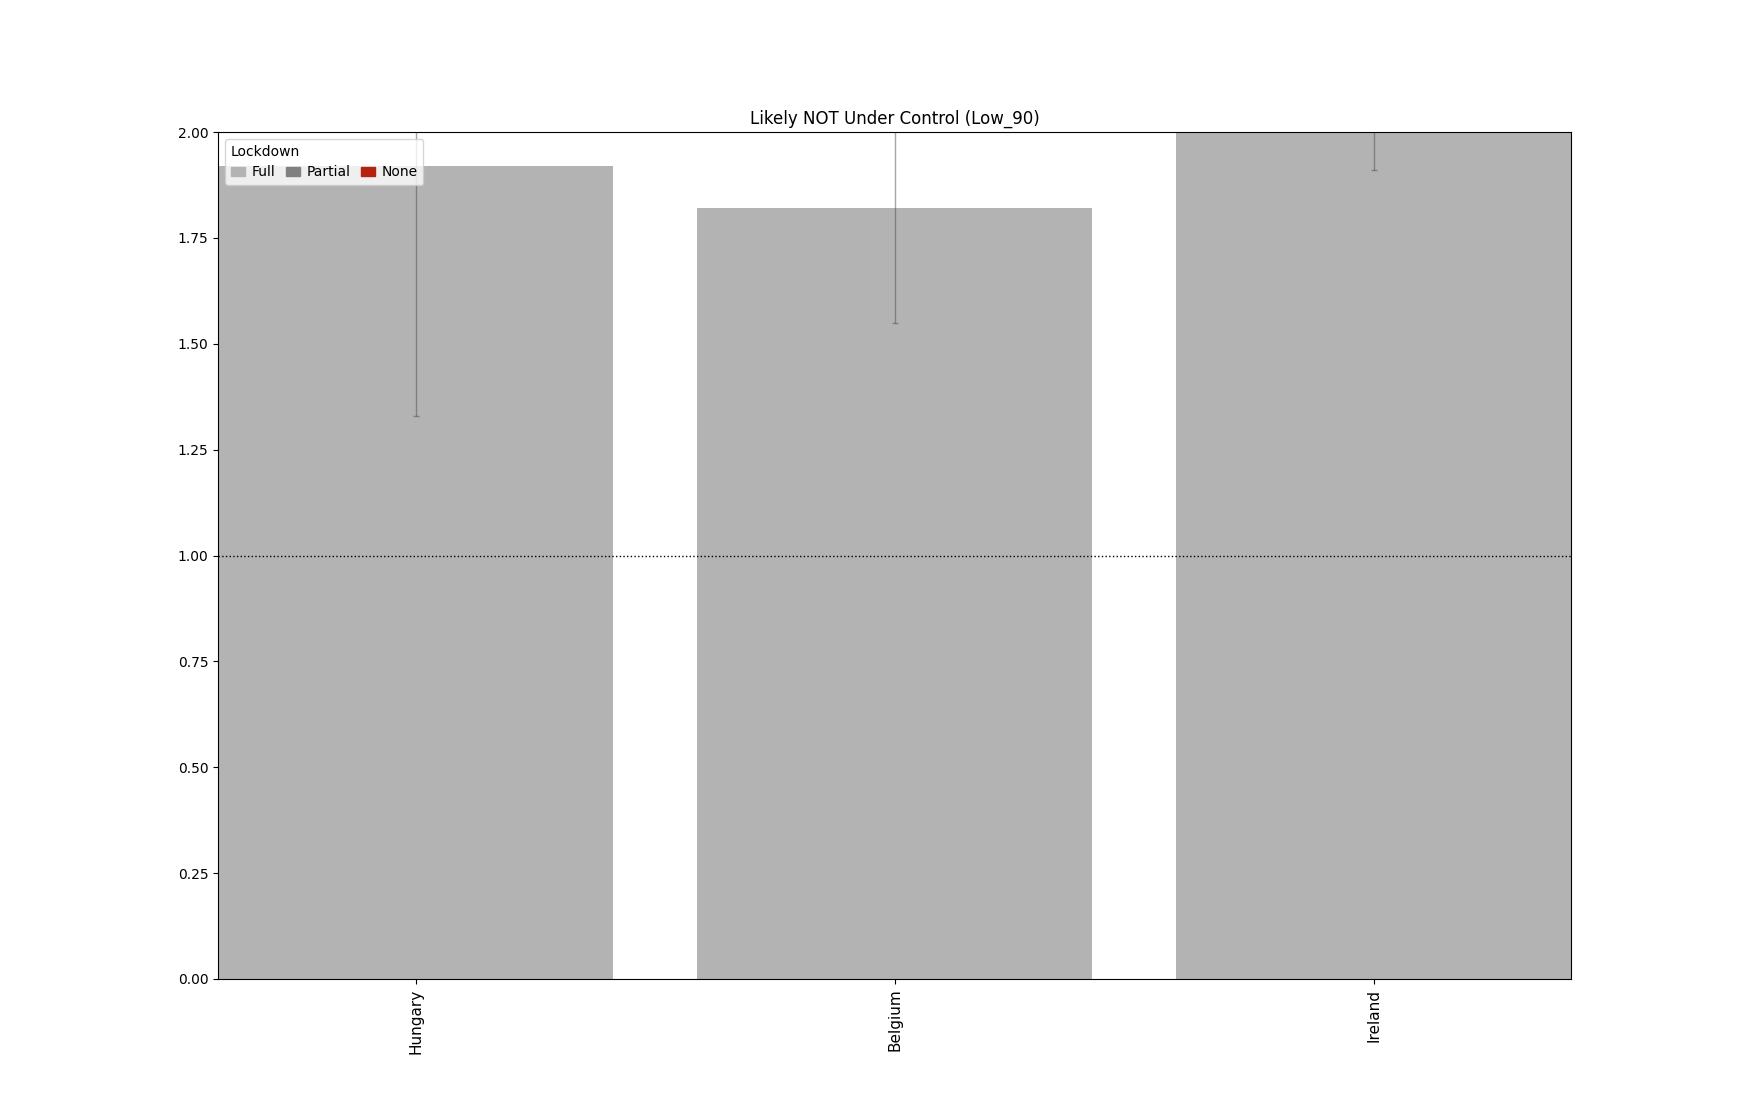 Likely NOT Under Control (Low_90)
Lockdown
Full Partial None
2.00
1.75
1.50
1.25
1.00
0.75
0.50
0.25
0.00
Hungary
Belgium
Ireland